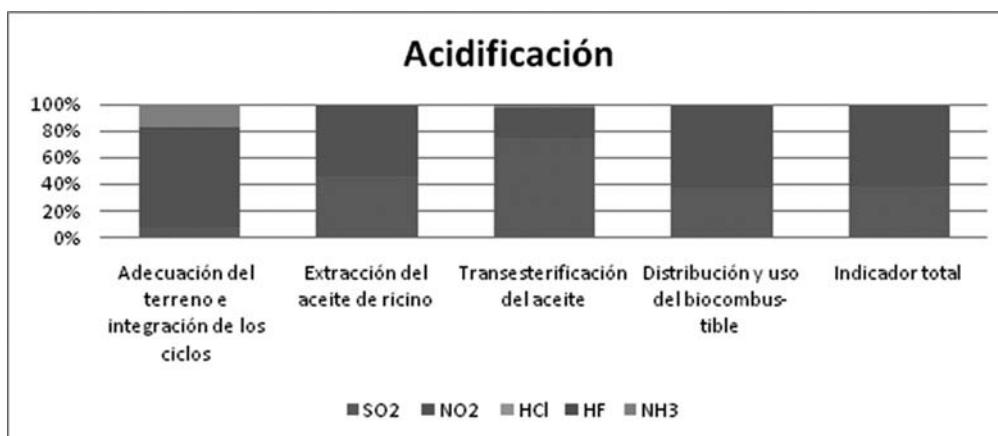 Acidificación
100%
80%
60%
40%
20%
0%
Adecuación del
terreno e
integración de los
ciclos
Extracción del
aceite de ricino
Transesterificación
del aceite
Distribución y uso
del biocombus-
tible
Indicador total
SO2 NO2 HCl HF NH3